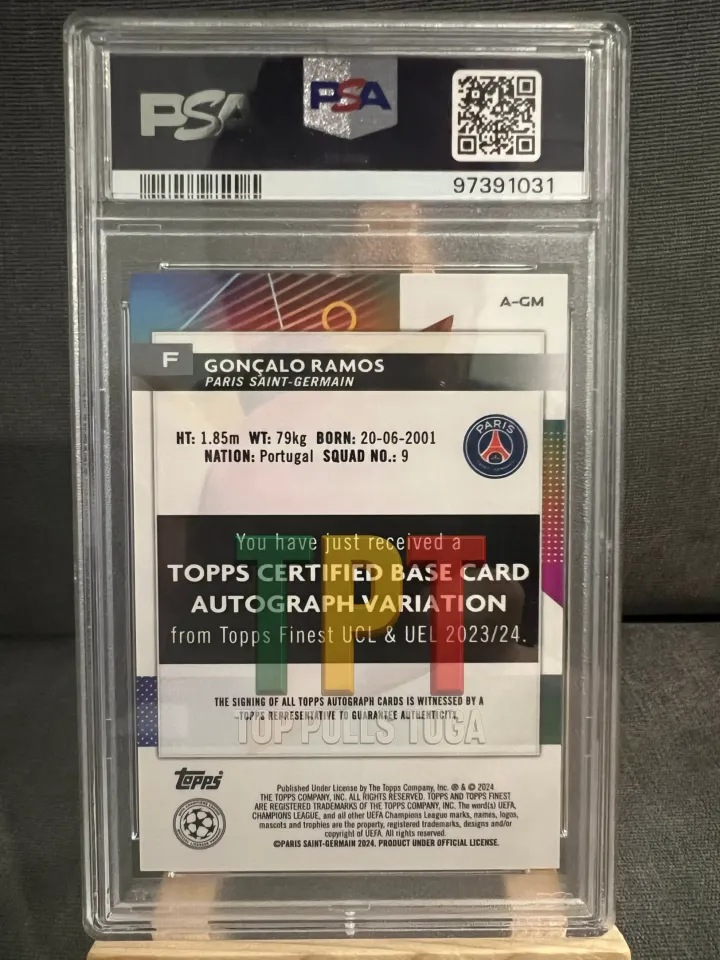 PSA
PSA
97391031
A-GM
F
GONÇALO RAMOS
PARIS SAINT-GERMAIN
HT: 1.85m WT: 79kg BORN: 20-06-2001
NATION: Portugal SQUAD NO.: 9
PARIS
You have just received a
TOPPS CERTIFIED BASE CARD
AUTOGRAPH VARIATION
from Topps Finest UCL & UEL 2023/24.
TPT
THE SIGNING OF ALL TOPPS AUTOGRAPH CARDS IS WITNESSED BY A
TOPPS REPRESENTATIVE TO GUARANTEE AUTHENTICITY.
TOP PULLS TUGA
topps
Published Under License by The Topps Company, Inc. ® & © 2024
THE TOPPS COMPANY, INC. ALL RIGHTS RESERVED. TOPPS AND TOPPS FINEST
ARE REGISTERED TRADEMARKS OF THE TOPPS COMPANY, INC. The word(s) UEFA,
CHAMPIONS LEAGUE, and all other UEFA Champions League marks, names, logos,
mascots and trophies are the property, registered trademarks, designs and/or
copyright of UEFA. All rights reserved.
©PARIS SAINT-GERMAIN 2024. PRODUCT UNDER OFFICIAL LICENSE.